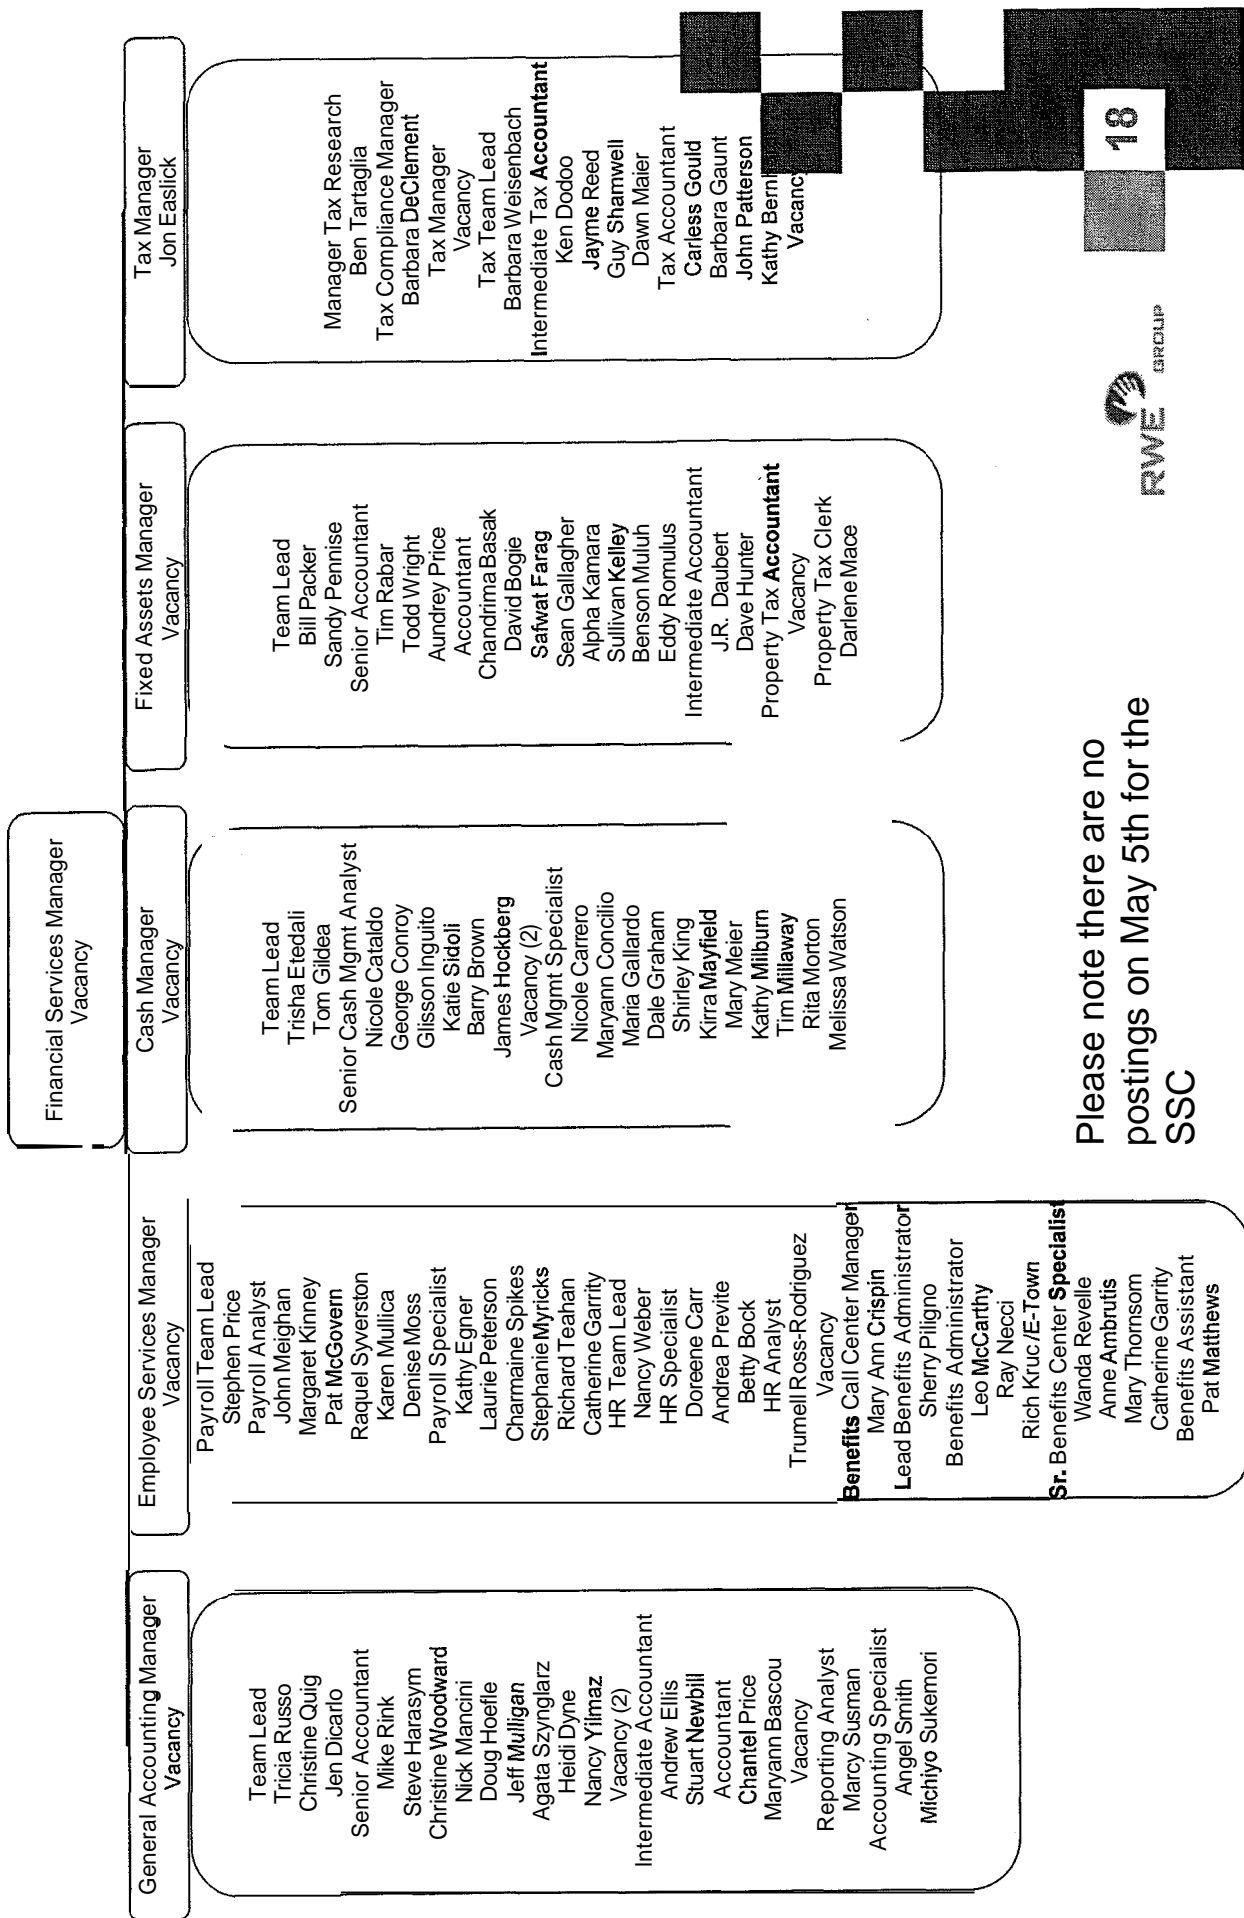 Financial Services Manager
Vacancy
General Accounting Manager
Vacancy
Team Lead
Tricia Russo
Christine Quig
Jen Dicarlo
Senior Accountant
Mike Rink
Steve Harasym
Christine Woodward
Nick Mancini
Doug Hoefle
Jeff Mulligan
Agata Szynglarz
Heidi Dyne
Nancy Yilmaz
Vacancy (2)
Intermediate Accountant
Andrew Ellis
Stuart Newbill
Accountant
Chantel Price
Maryann Bascou
Vacancy
Reporting Analyst
Marcy Susman
Accounting Specialist
Angel Smith
Michiyo Sukemori
Employee Services Manager
Vacancy
Payroll Team Lead
Stephen Price
Payroll Analyst
John Meighan
Margaret Kinney
Pat McGovern
Raquel Syverston
Karen Mullica
Denise Moss
Payroll Specialist
Kathy Egner
Laurie Peterson
Charmaine Spikes
Stephanie Myricks
Richard Teahan
Catherine Garrity
HR Team Lead
Nancy Weber
HR Specialist
Doreene Carr
Andrea Previte
Betty Bock
HR Analyst
Trumell Ross-Rodriguez
Vacancy
Benefits Call Center Manager
Mary Ann Crispin
Lead Benefits Administrator
Sherry Piligno
Benefits Administrator
Leo McCarthy
Ray Necci
Rich Kruc /E-Town
Sr. Benefits Center Specialist
Wanda Revelle
Anne Ambrutis
Mary Thornsom
Catherine Garrity
Benefits Assistant
Pat Matthews
Cash Manager
Vacancy
Team Lead
Trisha Etedali
Tom Gildea
Senior Cash Mgmt Analyst
Nicole Cataldo
George Conroy
Glisson Inguito
Katie Sidoli
Barry Brown
James Hockberg
Vacancy (2)
Cash Mgmt Specialist
Nicole Carrero
Maryann Concilio
Maria Gallardo
Dale Graham
Shirley King
Kirra Mayfield
Mary Meier
Kathy Milburn
Tim Millaway
Rita Morton
Melissa Watson
Fixed Assets Manager
Vacancy
Team Lead
Bill Packer
Sandy Pennise
Senior Accountant
Tim Rabar
Todd Wright
Aundrey Price
Accountant
Chandrima Basak
David Bogie
Safwat Farag
Sean Gallagher
Alpha Kamara
Sullivan Kelley
Benson Muluh
Eddy Romulus
Intermediate Accountant
J.R. Daubert
Dave Hunter
Property Tax Accountant
Vacancy
Property Tax Clerk
Darlene Mace
Tax Manager
Jon Easlick
Manager Tax Research
Ben Tartaglia
Tax Compliance Manager
Barbara DeClement
Tax Manager
Vacancy
Tax Team Lead
Barbara Weisenbach
Intermediate Tax Accountant
Ken Dodoo
Jayme Reed
Guy Shamwell
Dawn Maier
Tax Accountant
Carless Gould
Barbara Gaunt
John Patterson
Kathy
Vacancy
Please note there are no
postings on May 5th for the
SSC
RWE GROUP
18